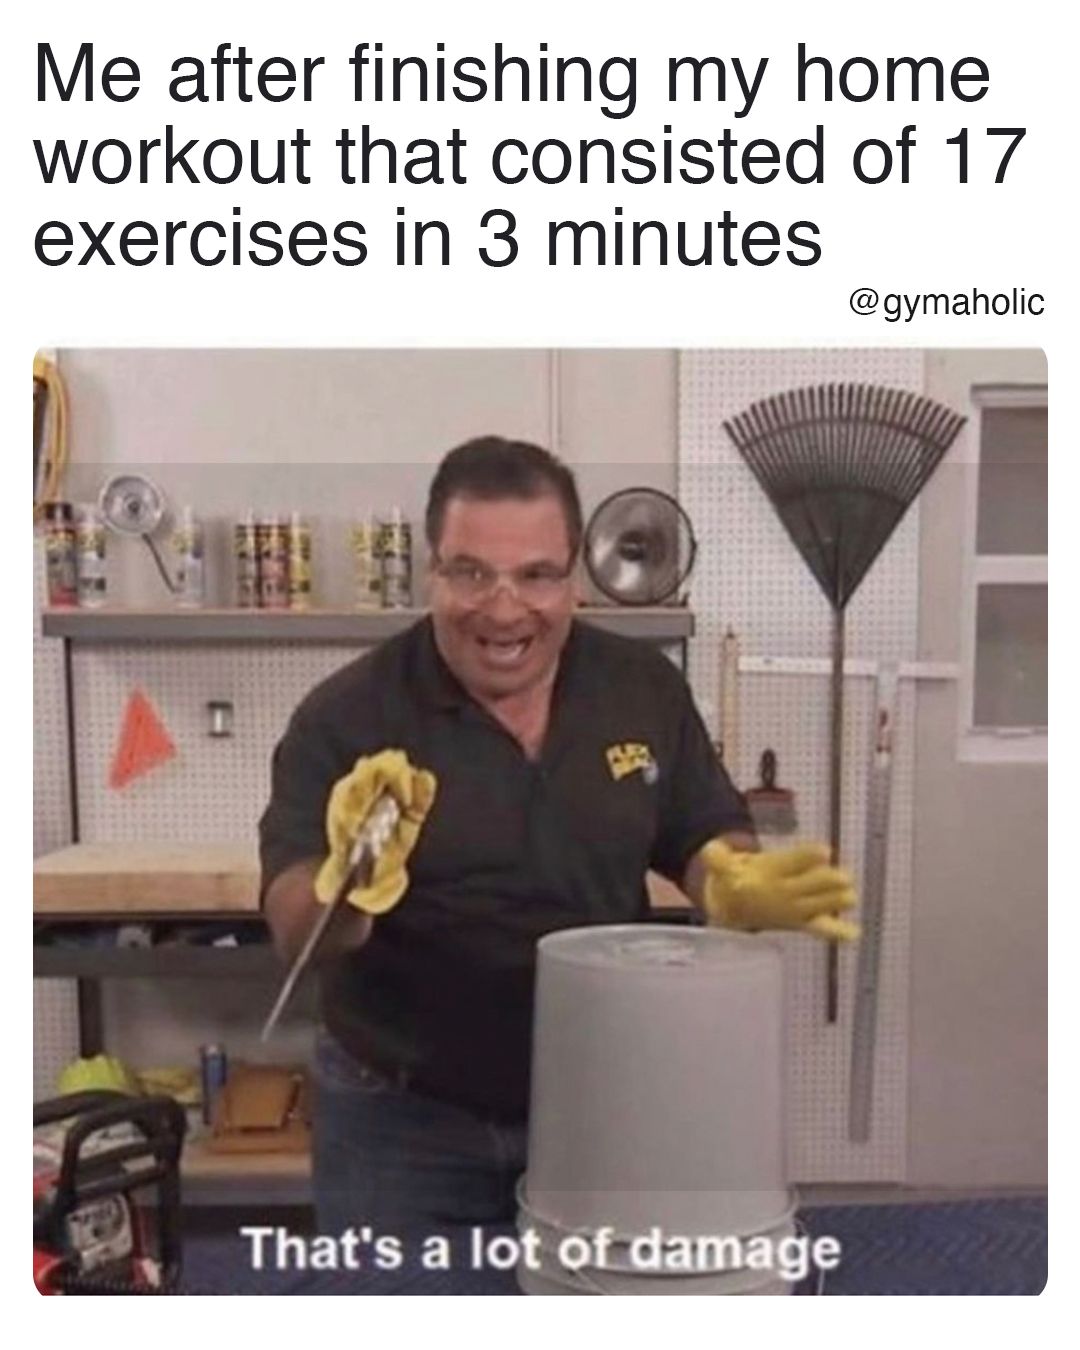 Me after finishing my home
workout that consisted of 17
exercises in 3 minutes
@gymaholic
FLEX
That's a lot of damage